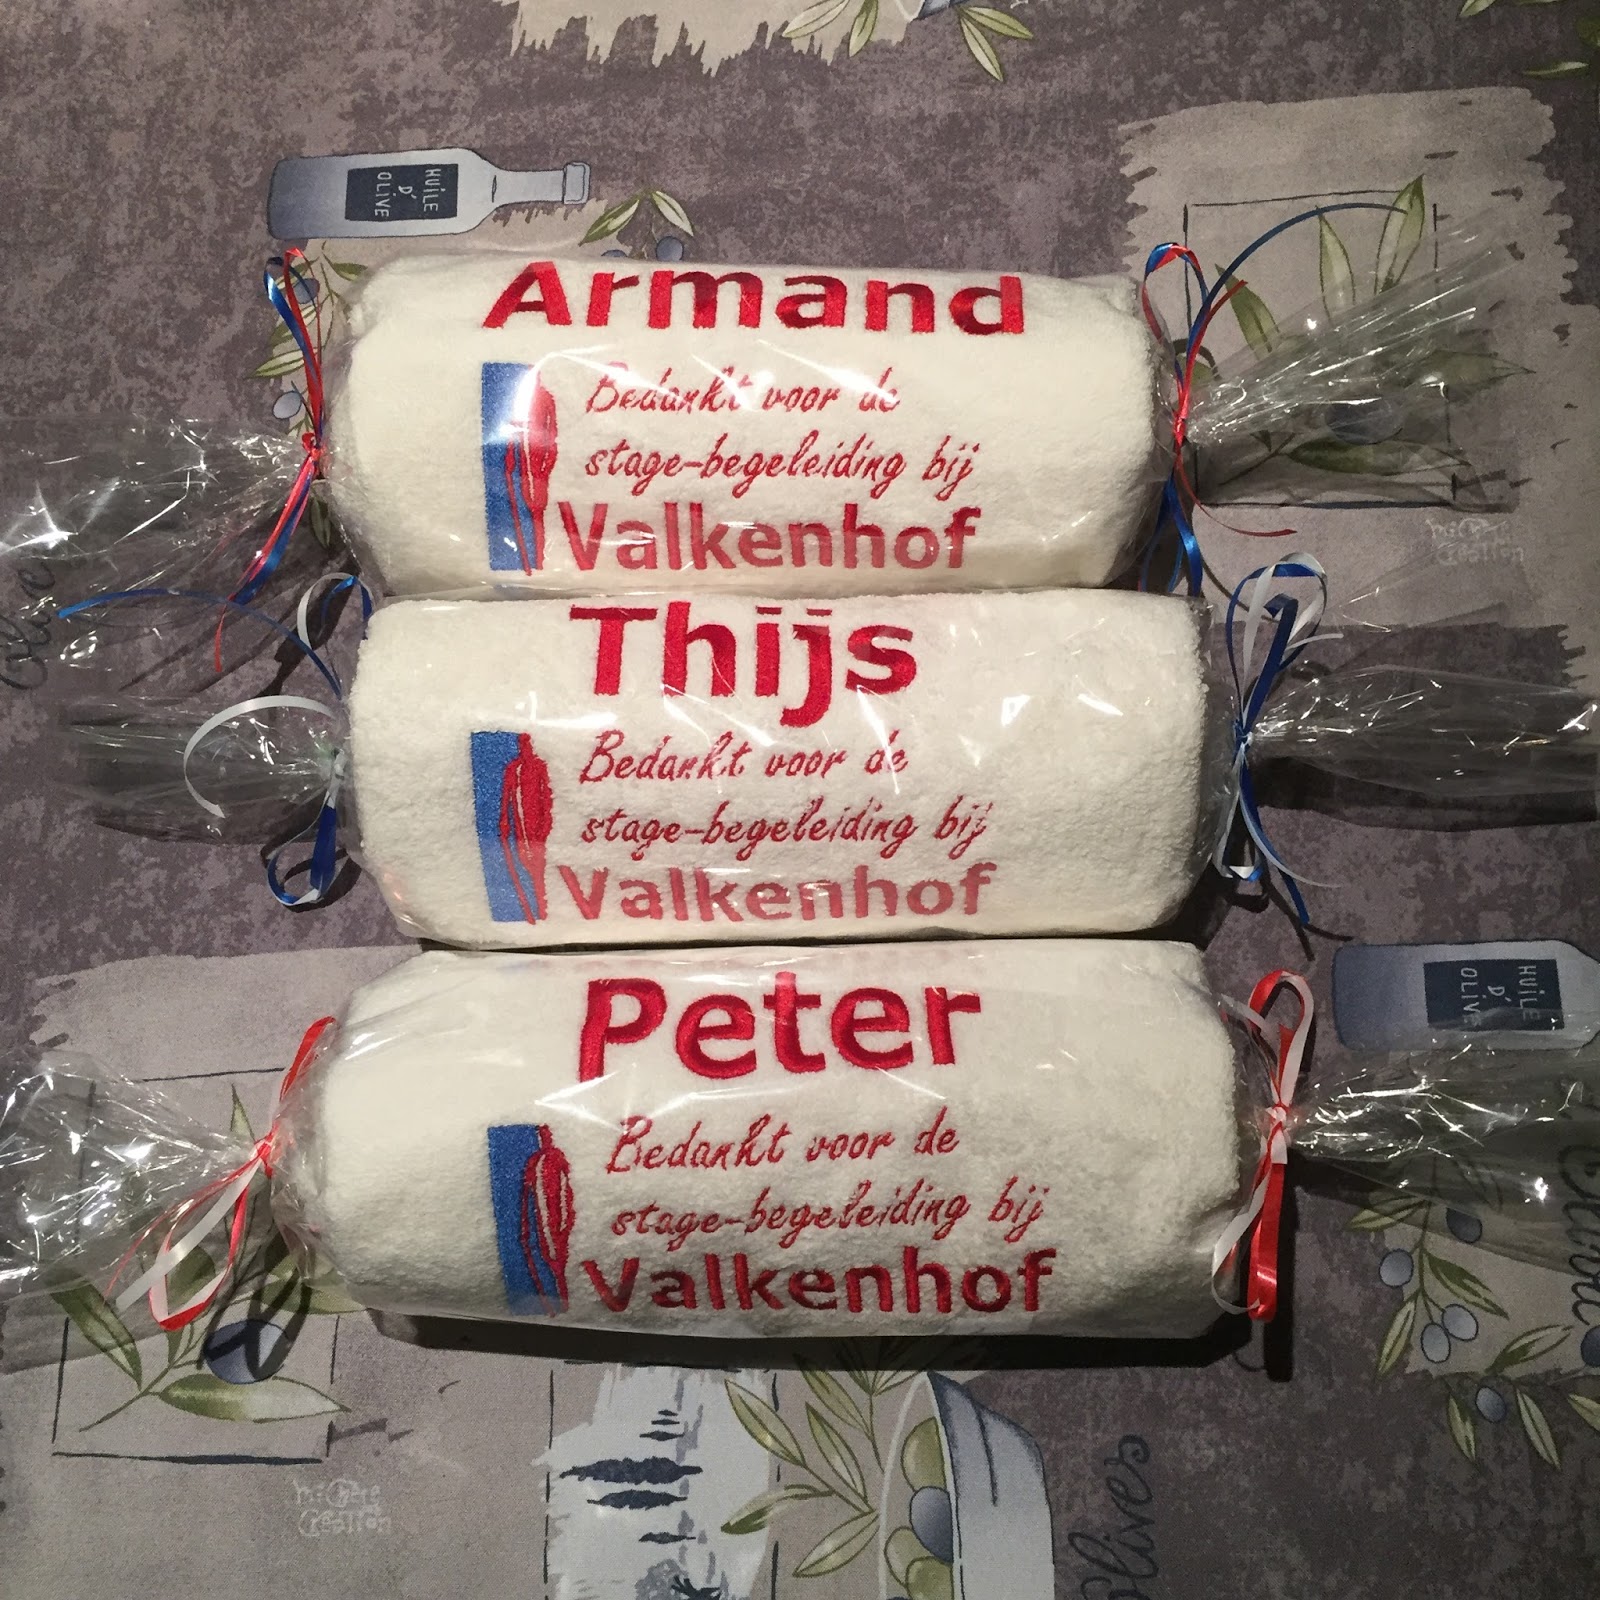 HUILE
D'
OLIVE
Armand
Bedankt voor de
stage-begeleiding bij
Valkenhof
Thijs
Bedankt voor de
stage-begeleiding bij
Valkenhof
Peter
Bedankt voor de
stage-begeleiding bij
Valkenhof
HUILE
D'
OLIVE
Olives